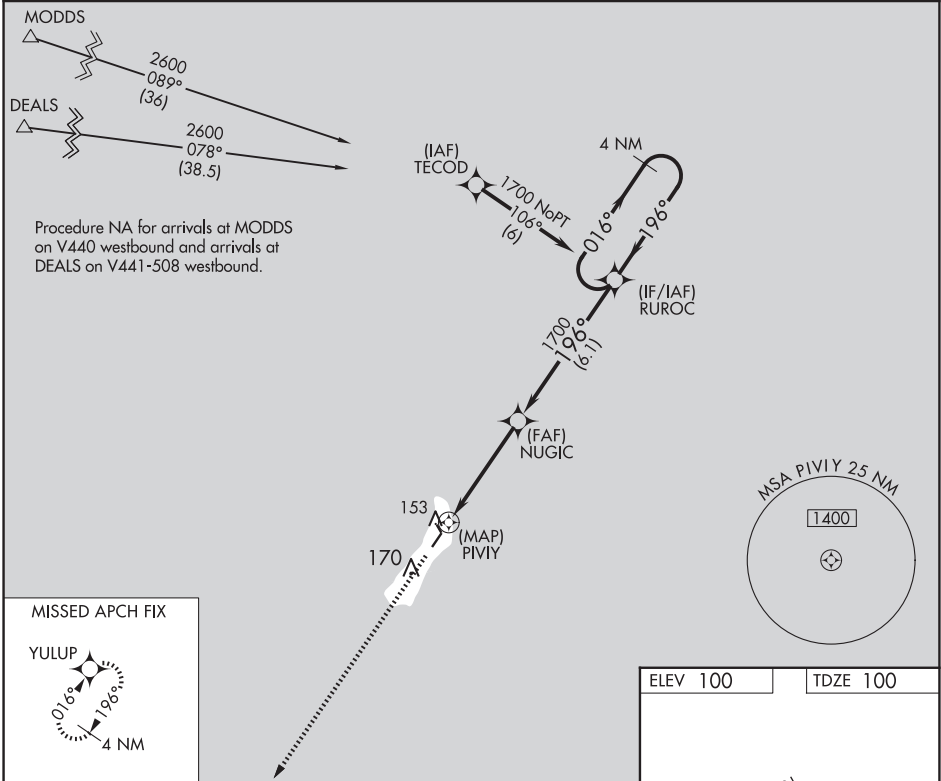 MODDS
2600
089°
(36)
DEALS
2600
078°
(38.5)
Procedure NA for arrivals at MODDS
on V440 westbound and arrivals at
DEALS on V441-508 westbound.
(IAF)
TECOD
1700 NoPT
106°
(6)
4 NM
016°
196°
(IF/IAF)
RUROC
1700
196°
(6.1)
(FAF)
NUGIC
153
(MAP)
PIVIY
170
MSA PIVIY 25 NM
1400
MISSED APCH FIX
YULUP
016°
196°
4 NM
ELEV 100
TDZE 100